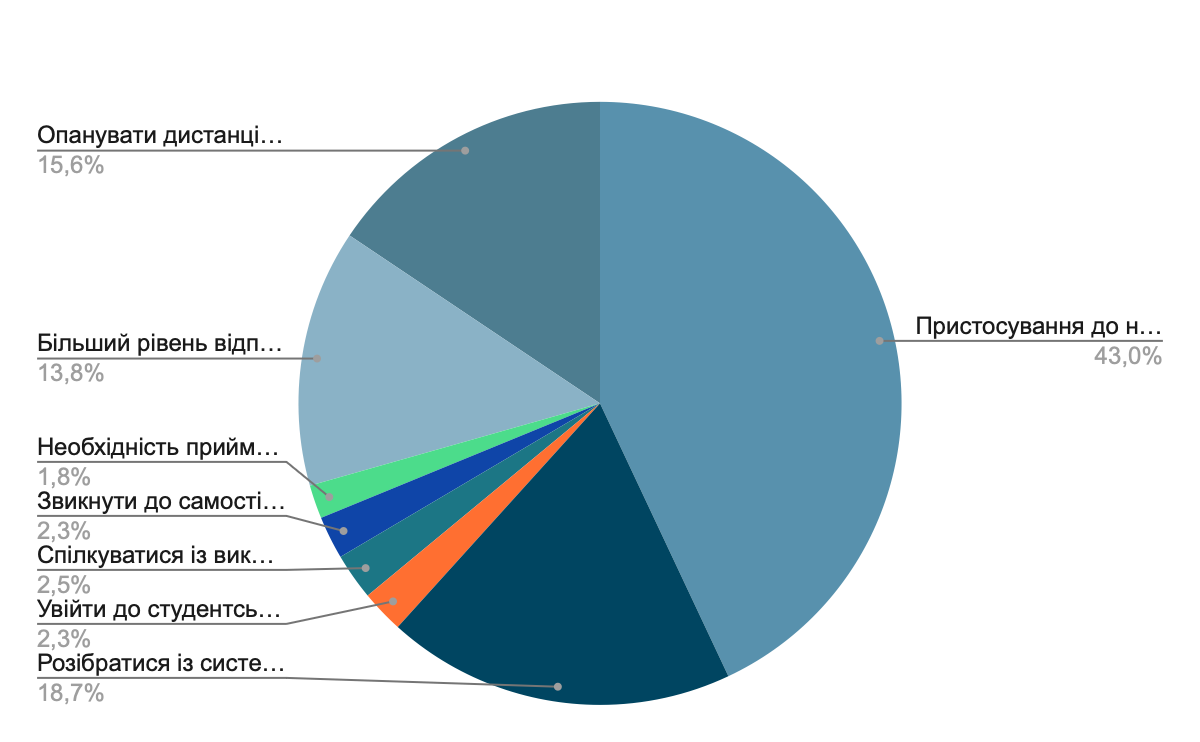 Опанувати дистанці…
15,6%
Більший рівень відп…
13,8%
Необхідність прийм…
1,8%
Звикнути до самості…
2,3%
Спілкуватися із вик…
2,5%
Увійти до студентсь…
2,3%
Розібратися із систе…
18,7%
Пристосування до н…
43,0%